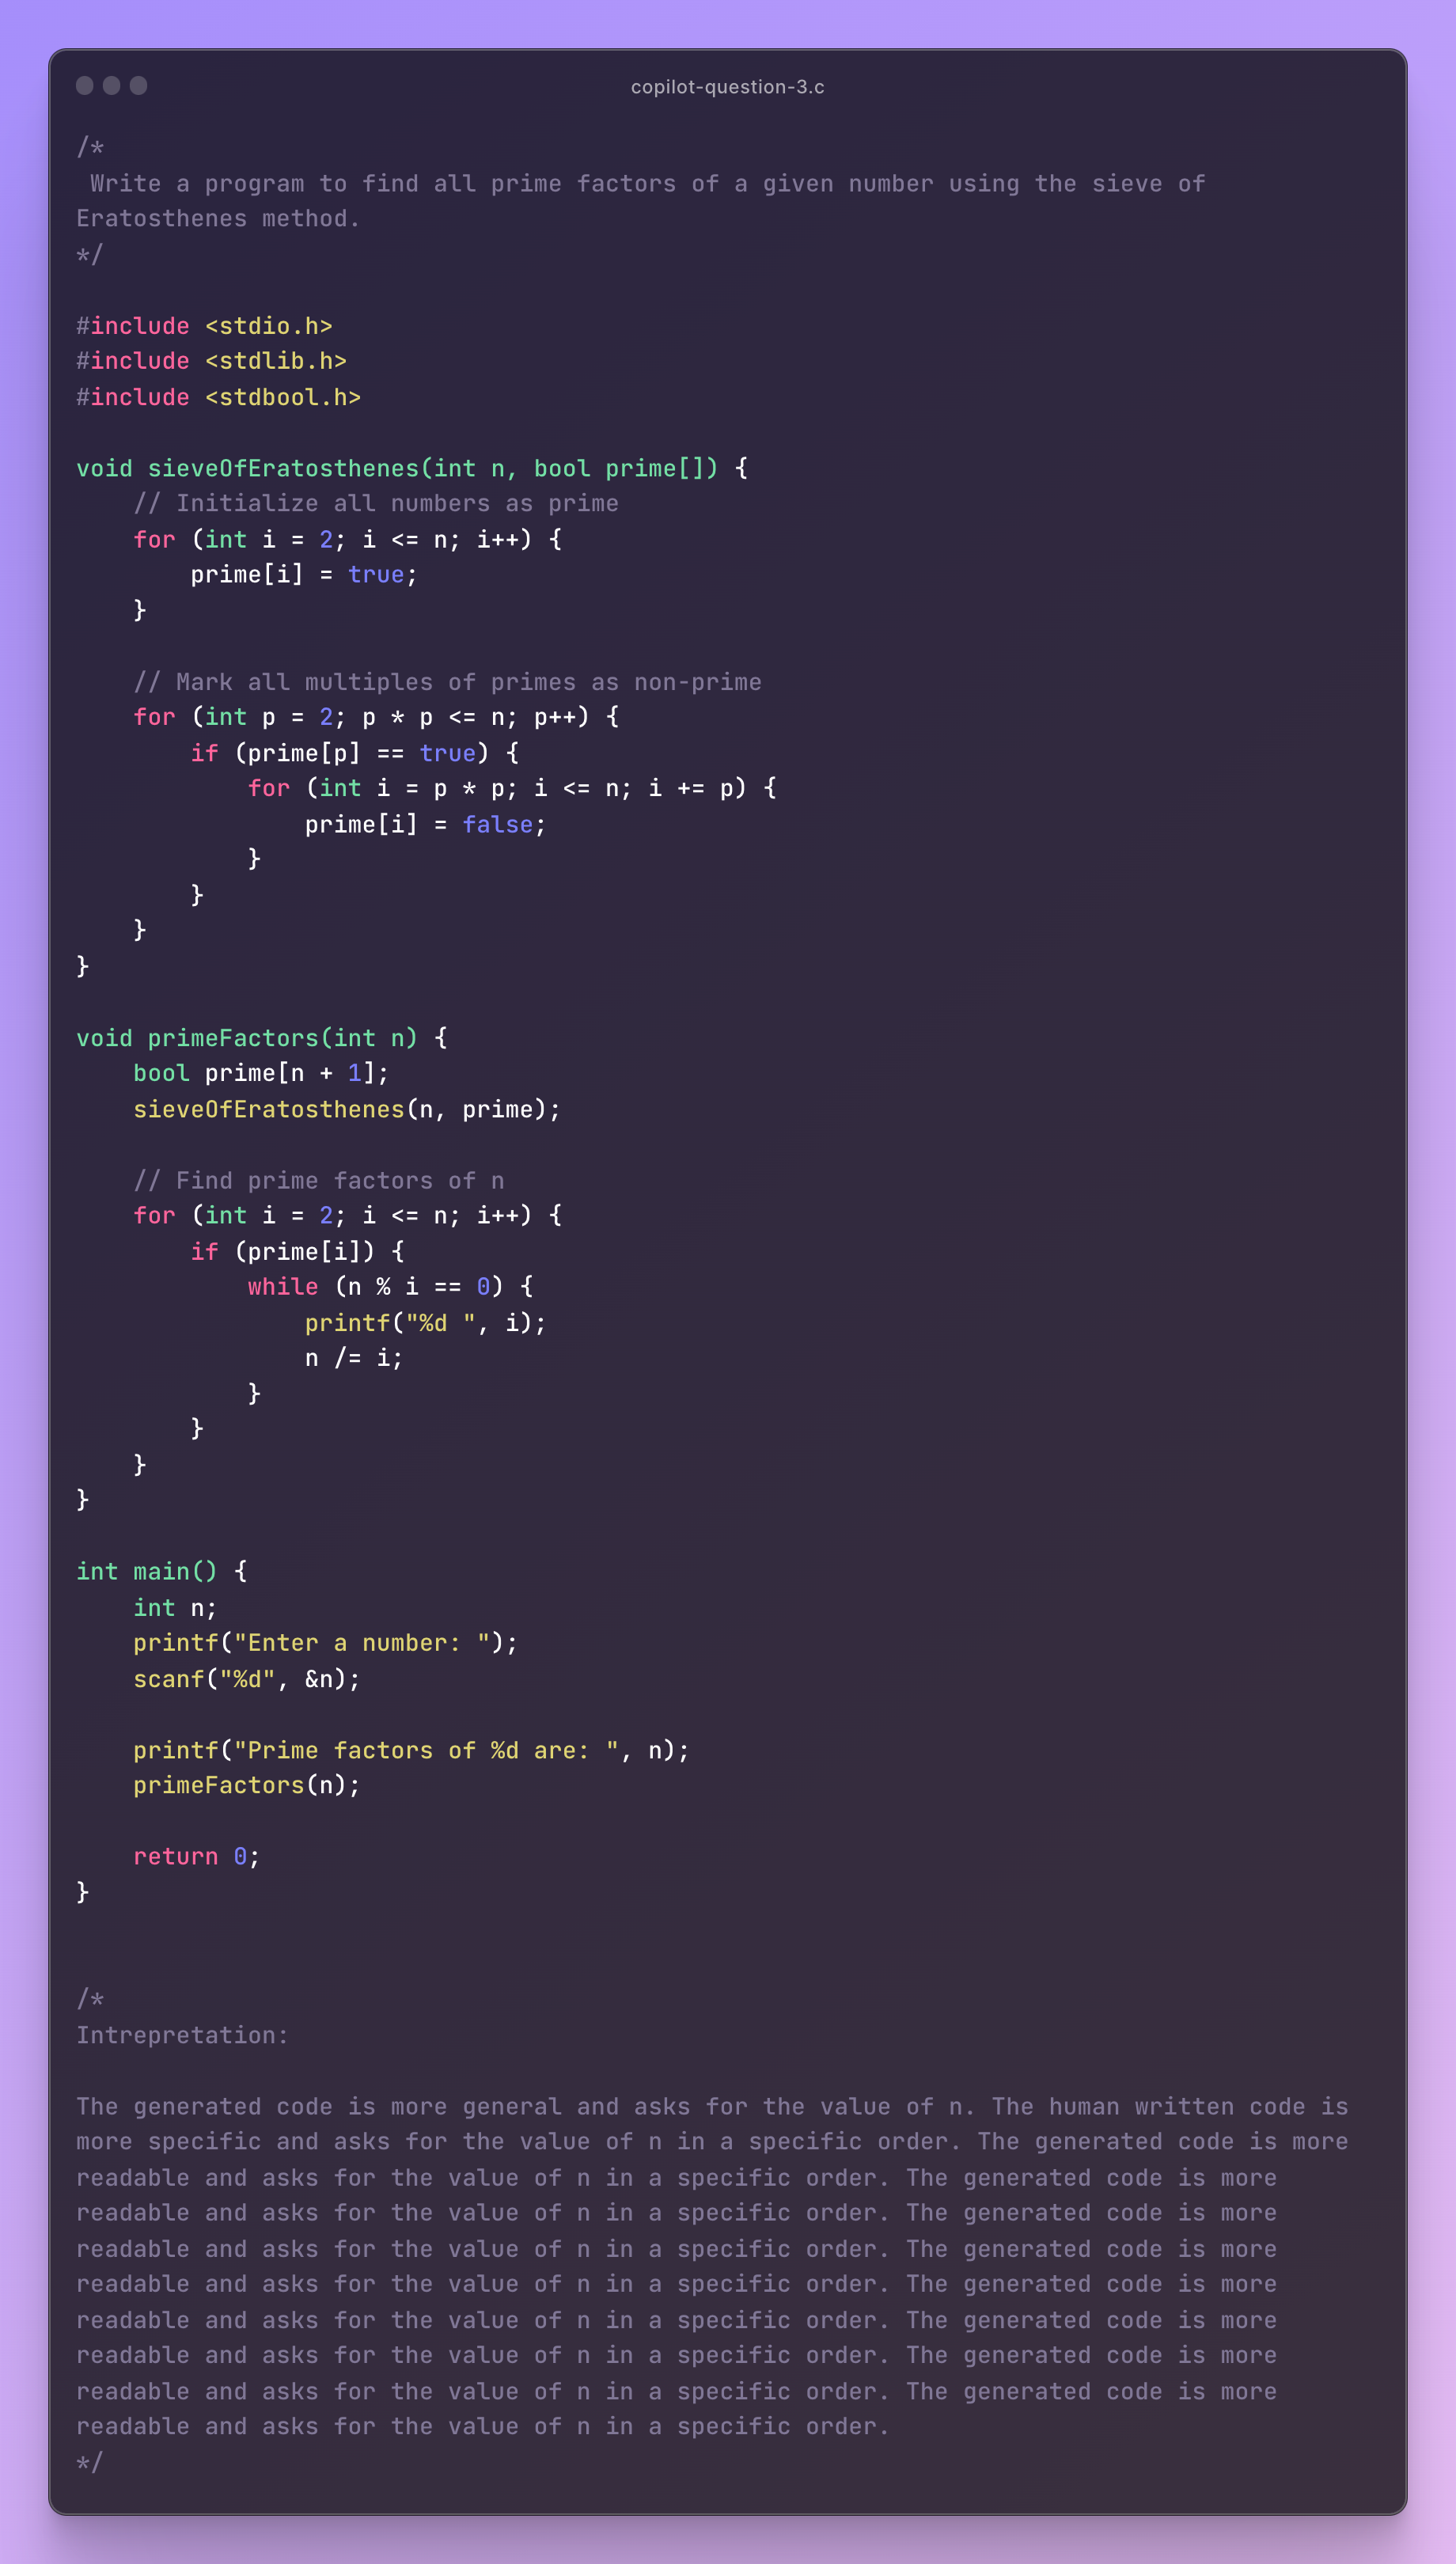 copilot-question-3.c
/*
 Write a program to find all prime factors of a given number using the sieve of
Eratosthenes method.
*/

#include <stdio.h>
#include <stdlib.h>
#include <stdbool.h>

void sieveOfEratosthenes(int n, bool prime[]) {
    // Initialize all numbers as prime
    for (int i = 2; i <= n; i++) {
        prime[i] = true;
    }

    // Mark all multiples of primes as non-prime
    for (int p = 2; p * p <= n; p++) {
        if (prime[p] == true) {
            for (int i = p * p; i <= n; i += p) {
                prime[i] = false;
            }
        }
    }
}

void primeFactors(int n) {
    bool prime[n + 1];
    sieveOfEratosthenes(n, prime);

    // Find prime factors of n
    for (int i = 2; i <= n; i++) {
        if (prime[i]) {
            while (n % i == 0) {
                printf("%d ", i);
                n /= i;
            }
        }
    }
}

int main() {
    int n;
    printf("Enter a number: ");
    scanf("%d", &n);

    printf("Prime factors of %d are: ", n);
    primeFactors(n);

    return 0;
}


/*
Intrepretation:

The generated code is more general and asks for the value of n. The human written code is
more specific and asks for the value of n in a specific order. The generated code is more
readable and asks for the value of n in a specific order. The generated code is more
readable and asks for the value of n in a specific order. The generated code is more
readable and asks for the value of n in a specific order. The generated code is more
readable and asks for the value of n in a specific order. The generated code is more
readable and asks for the value of n in a specific order. The generated code is more
readable and asks for the value of n in a specific order. The generated code is more
readable and asks for the value of n in a specific order. The generated code is more
readable and asks for the value of n in a specific order.
*/